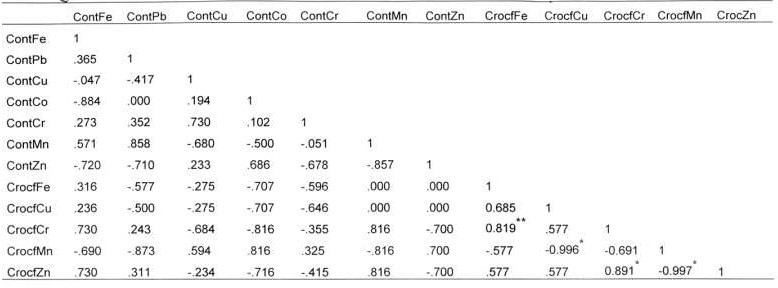 ContFe ContPb ContCu ContCo ContCr ContMn ContZn CrocfFe CrocfCu CrocfCr CrocfMn CrocZn
ContFe 1
ContPb .365 1
ContCu -.047 -.417 1
ContCo -.884 .000 .194 1
ContCr .273 .352 .730 .102 1
ContMn .571 .858 -.680 -.500 -.051 1
ContZn -.720 -.710 .233 .686 -.678 -.857 1
CrocfFe .316 -.577 -.275 -.707 -.596 .000 .000 1
CrocfCu .236 -.500 -.275 -.707 -.646 .000 .000 0.685 1
CrocfCr .730 .243 -.684 -.816 -.355 .816 -.700 0.819** .577 1
CrocfMn -.690 -.873 .594 .816 .325 -.816 .700 -.577 -0.996* -0.691 1
CrocfZn .730 .311 -.234 -.716 -.415 .816 -.700 .577 .577 0.891* -0.997* 1